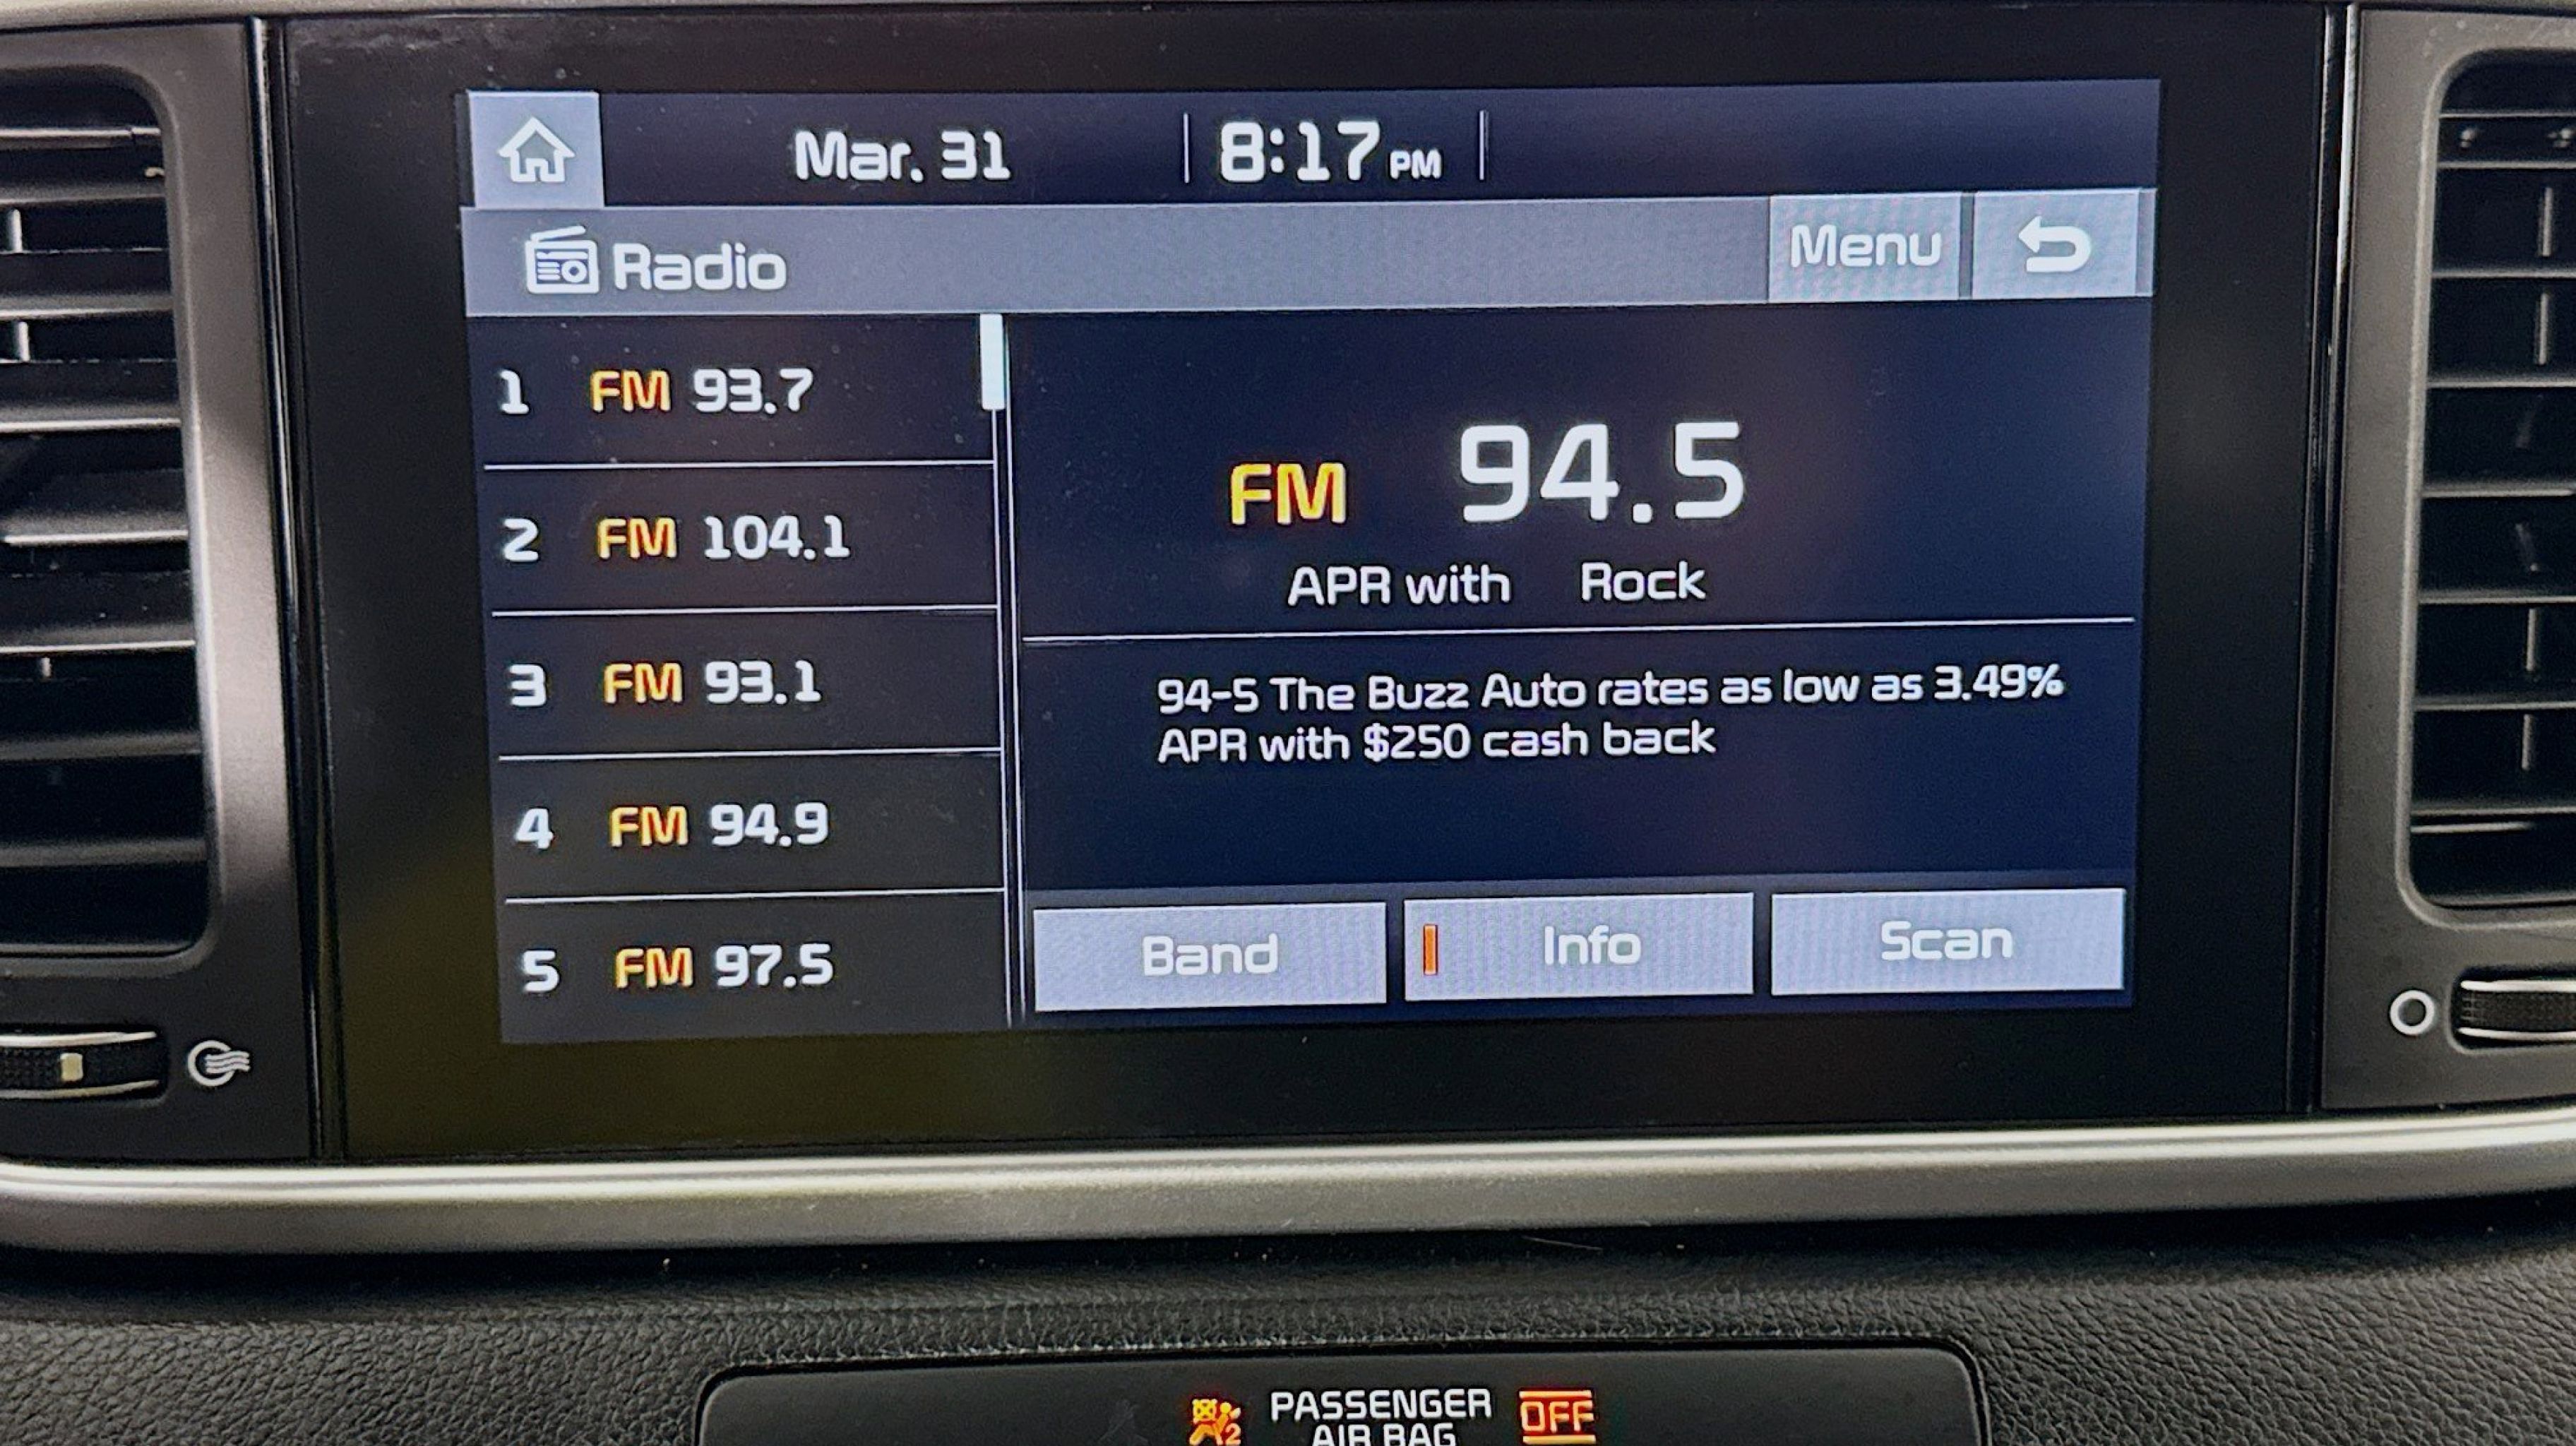 Mar. 31 8:17 PM
Radio Menu
1 FM 93.7
2 FM 104.1
3 FM 93.1
4 FM 94.9
5 FM 97.5
FM 94.5
APR with Rock
94-5 The Buzz Auto rates as low as 3.49%
APR with $250 cash back
Band Info Scan
PASSENGER
AIR BAG
OFF
2